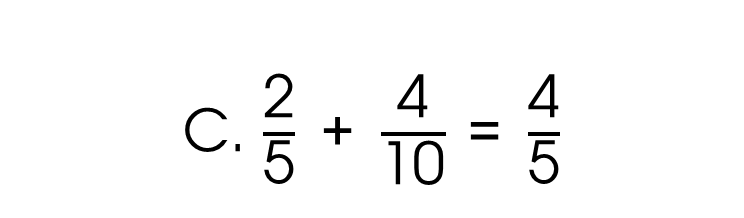 C. 2/5 + 4/10 = 4/5